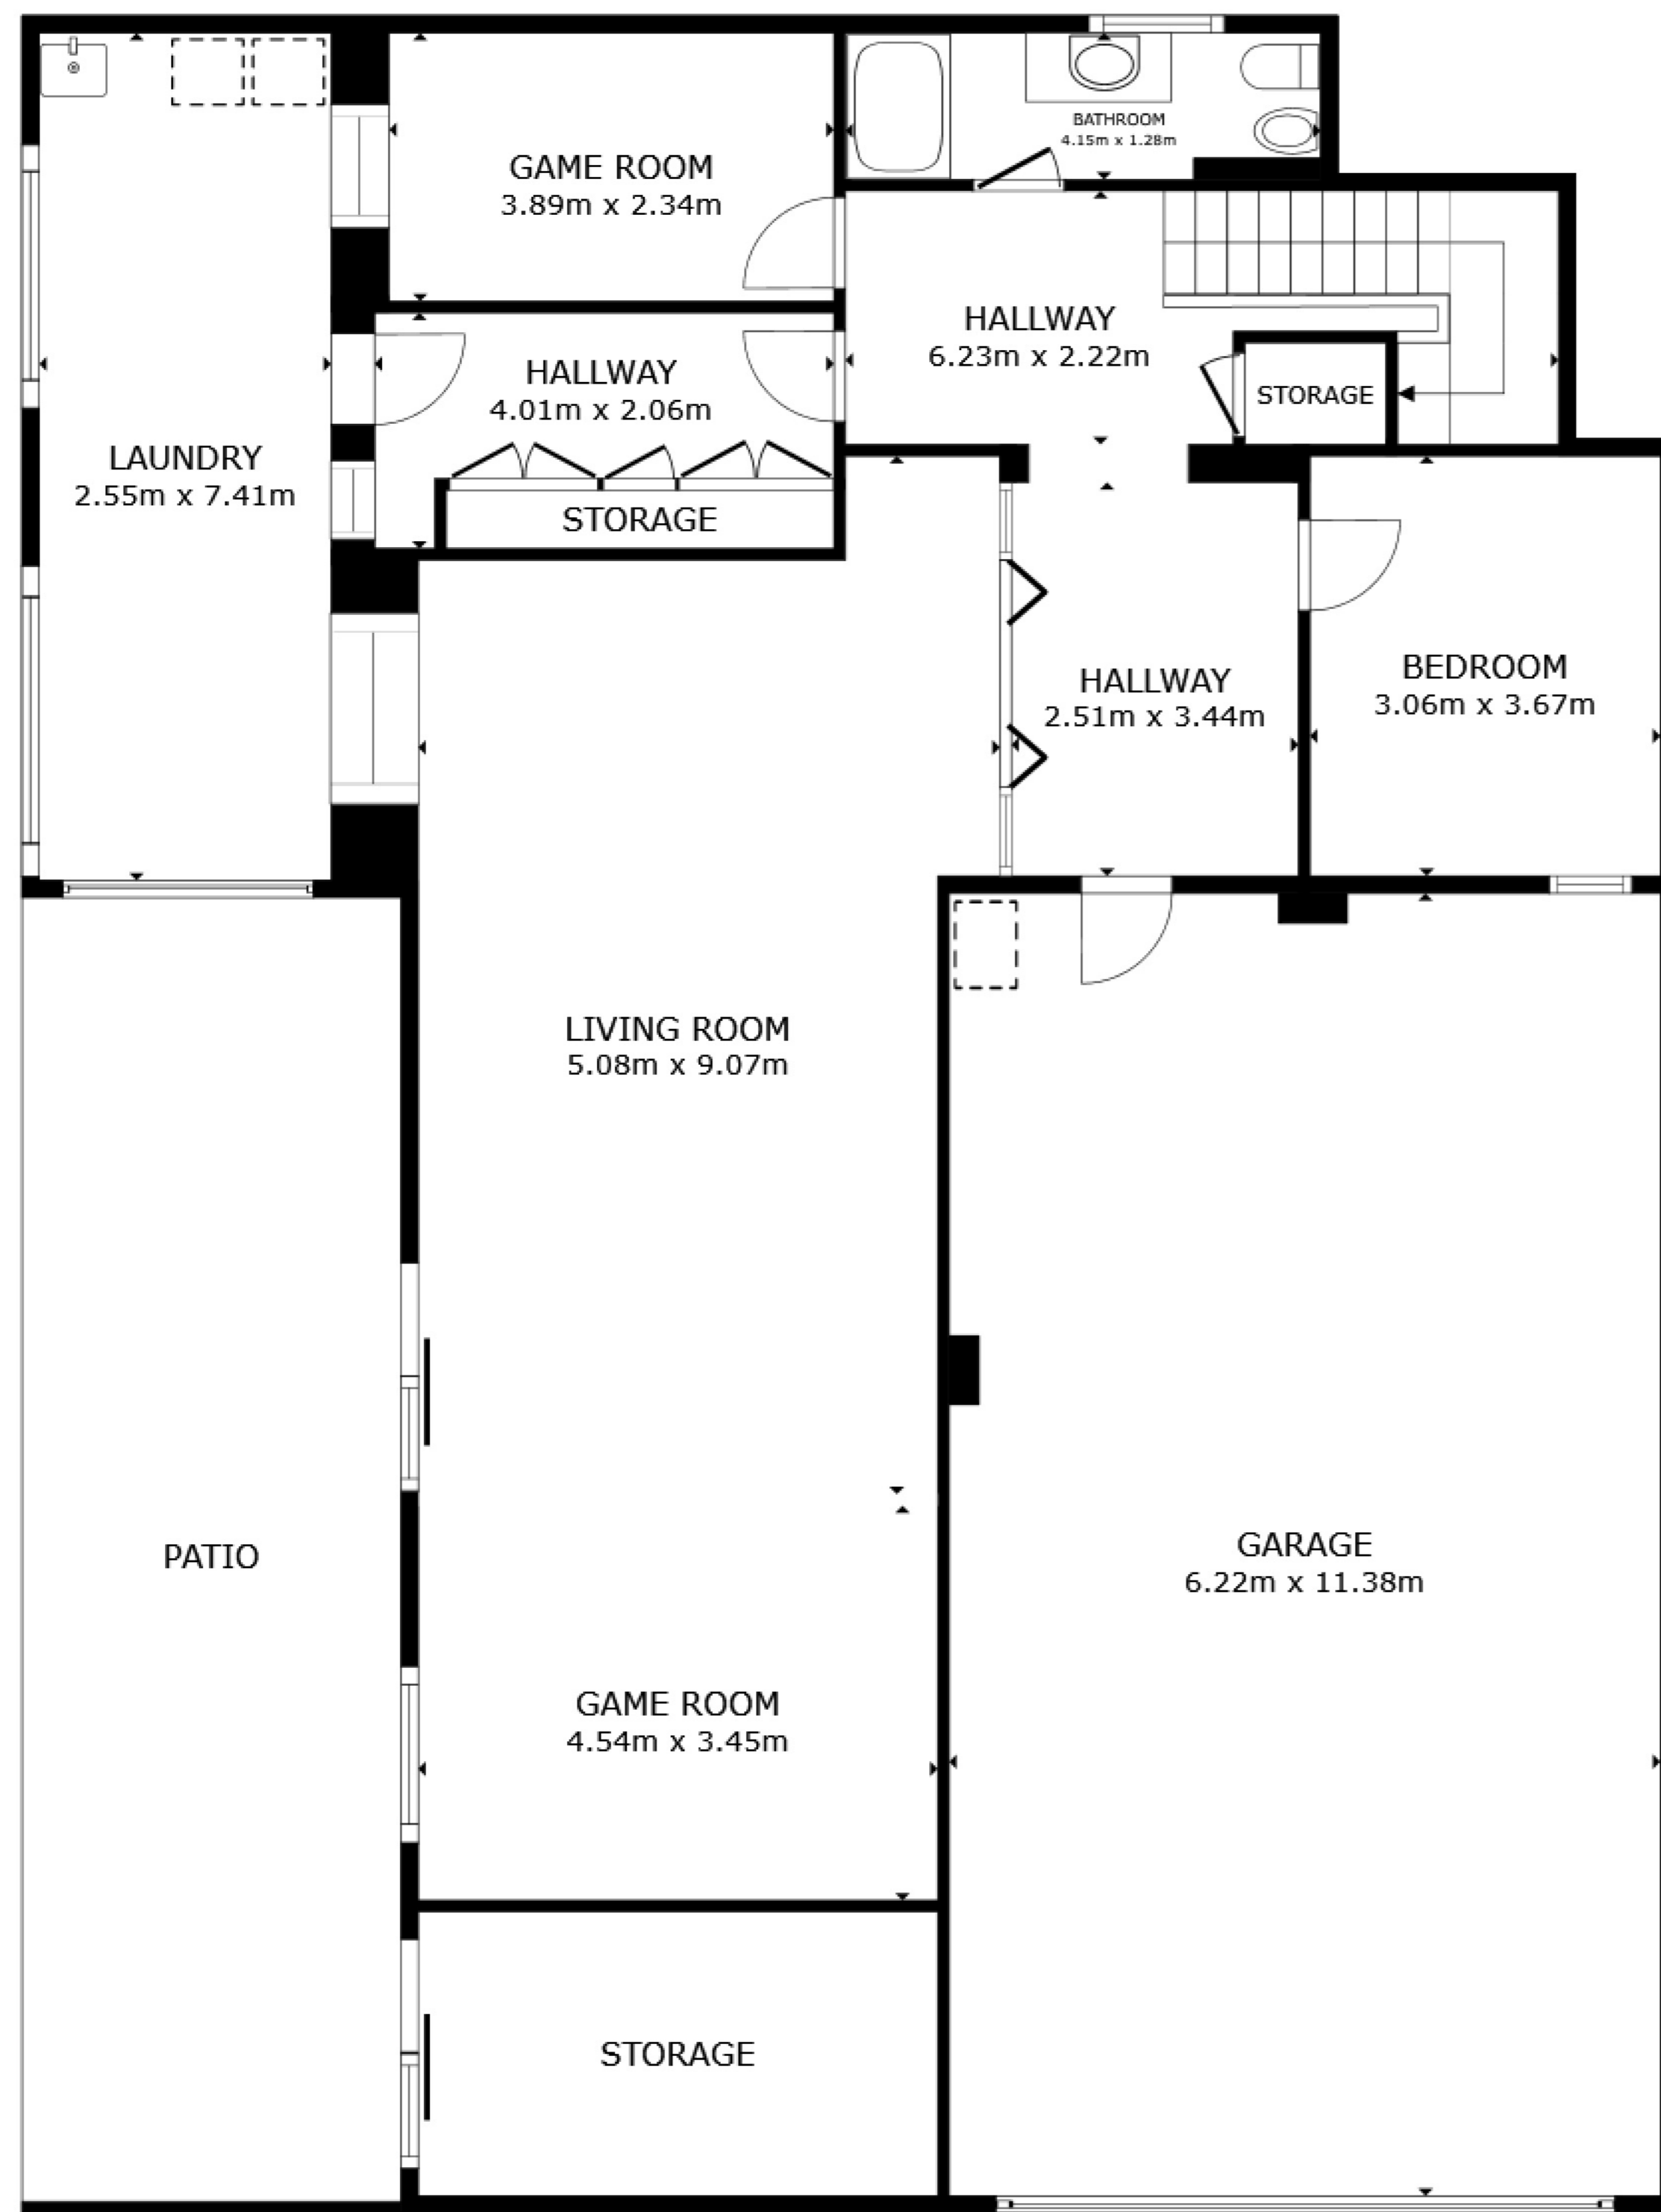 BATHROOM
4.15m x 1.28m
GAME ROOM
3.89m x 2.34m
HALLWAY
6.23m x 2.22m
HALLWAY
4.01m x 2.06m
STORAGE
LAUNDRY
2.55m x 7.41m
STORAGE
HALLWAY
2.51m x 3.44m
BEDROOM
3.06m x 3.67m
LIVING ROOM
5.08m x 9.07m
PATIO
GARAGE
6.22m x 11.38m
GAME ROOM
4.54m x 3.45m
STORAGE